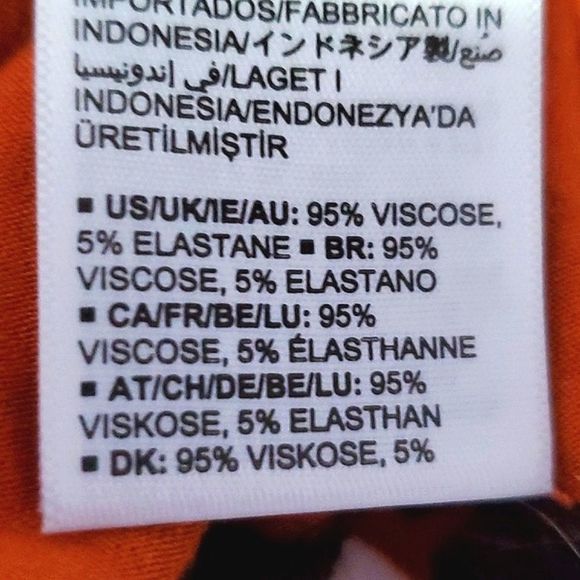 IMPORTADOS/FABBRICATO IN
INDONESIA/インドネシア製/صُنع
في إندونيسيا/LAGET I
INDONESIA/ENDONEZYA'DA
ÜRETİLMİŞTİR
▪ US/UK/IE/AU: 95% VISCOSE,
5% ELASTANE ▪ BR: 95%
VISCOSE, 5% ELASTANO
▪ CA/FR/BE/LU: 95%
VISCOSE, 5% ÉLASTHANNE
▪ AT/CH/DE/BE/LU: 95%
VISKOSE, 5% ELASTHAN
▪ DK: 95% VISKOSE, 5%